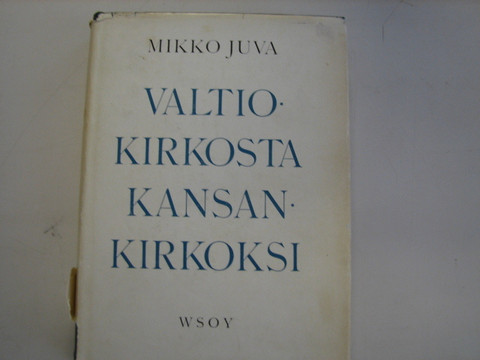 MIKKO JUVA
VALTIO-
KIRKOSTA
KANSAN-
KIRKOKSI
WSOY